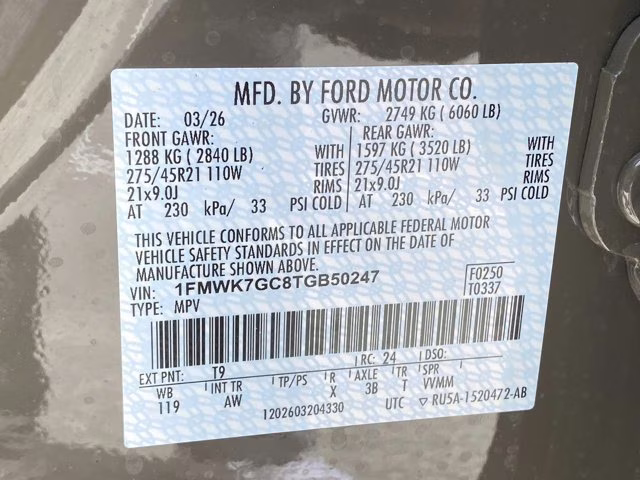 MFD. BY FORD MOTOR CO.
DATE: 03/26 GVWR: 2749 KG ( 6060 LB)
FRONT GAWR: REAR GAWR:
1288 KG ( 2840 LB) WITH 1597 KG ( 3520 LB) WITH
275/45R21 110W TIRES 275/45R21 110W TIRES
21x9.0J RIMS 21x9.0J RIMS
AT 230 kPa/ 33 PSI COLD AT 230 kPa/ 33 PSI COLD
THIS VEHICLE CONFORMS TO ALL APPLICABLE FEDERAL MOTOR
VEHICLE SAFETY STANDARDS IN EFFECT ON THE DATE OF
MANUFACTURE SHOWN ABOVE.
VIN: 1FMWK7GC8TGB50247 F0250
TYPE: MPV T0337
EXT PNT: T9 RC: 24 DSO:
WB INT TR TP/PS R AXLE TR SPR
119 AW X 3B T VVMM
1202603204330 UTC ▽ RU5A-1520472-AB